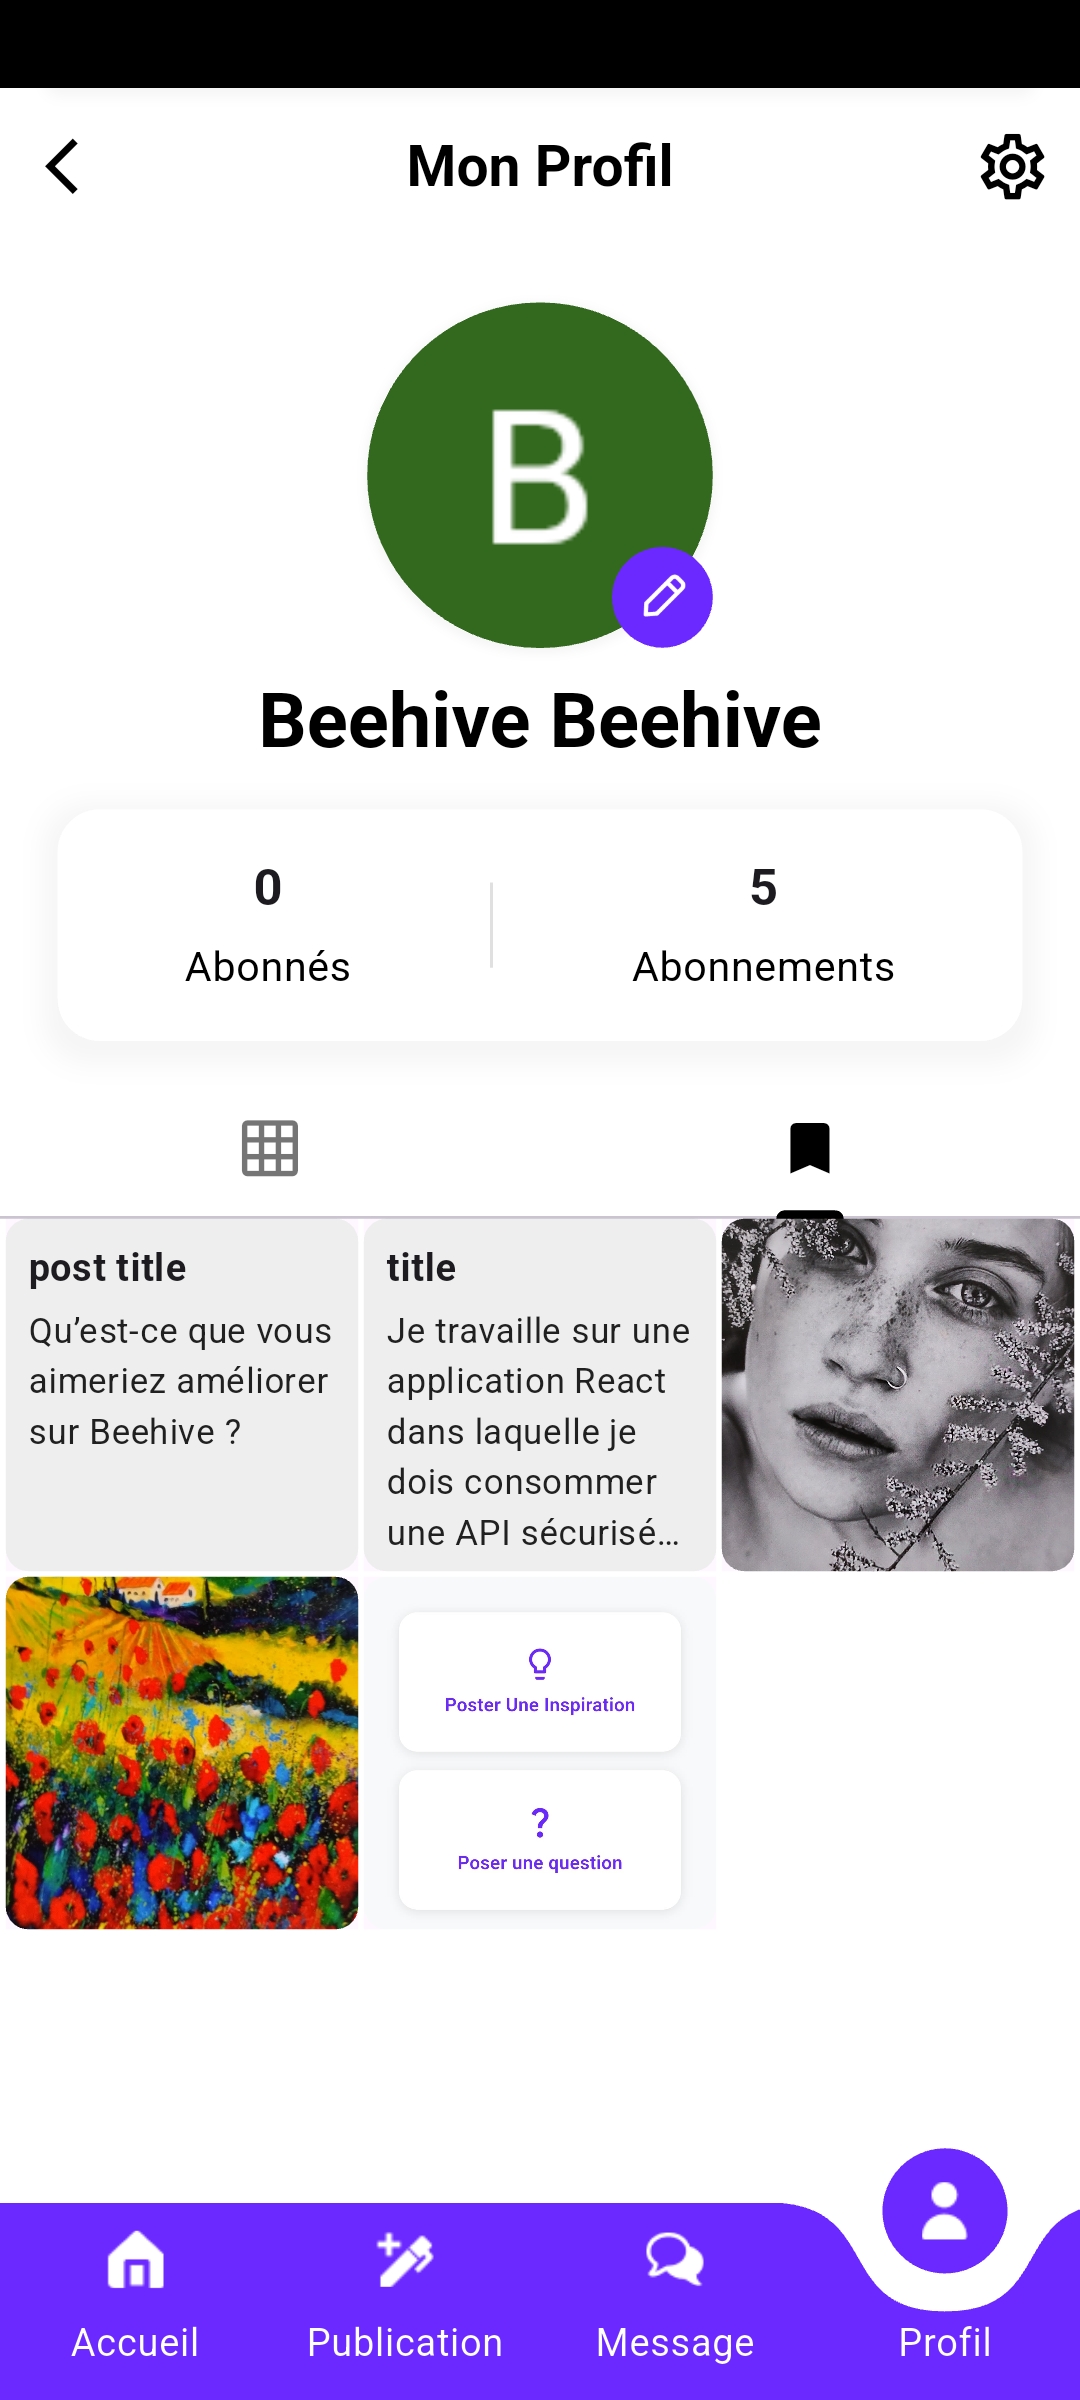 Mon Profil
B
Beehive Beehive
0
Abonnés
5
Abonnements
post title
Qu’est-ce que vous
aimeriez améliorer
sur Beehive ?
title
Je travaille sur une
application React
dans laquelle je
dois consommer
une API sécurisé…
Poster Une Inspiration
?
Poser une question
Accueil
Publication
Message
Profil